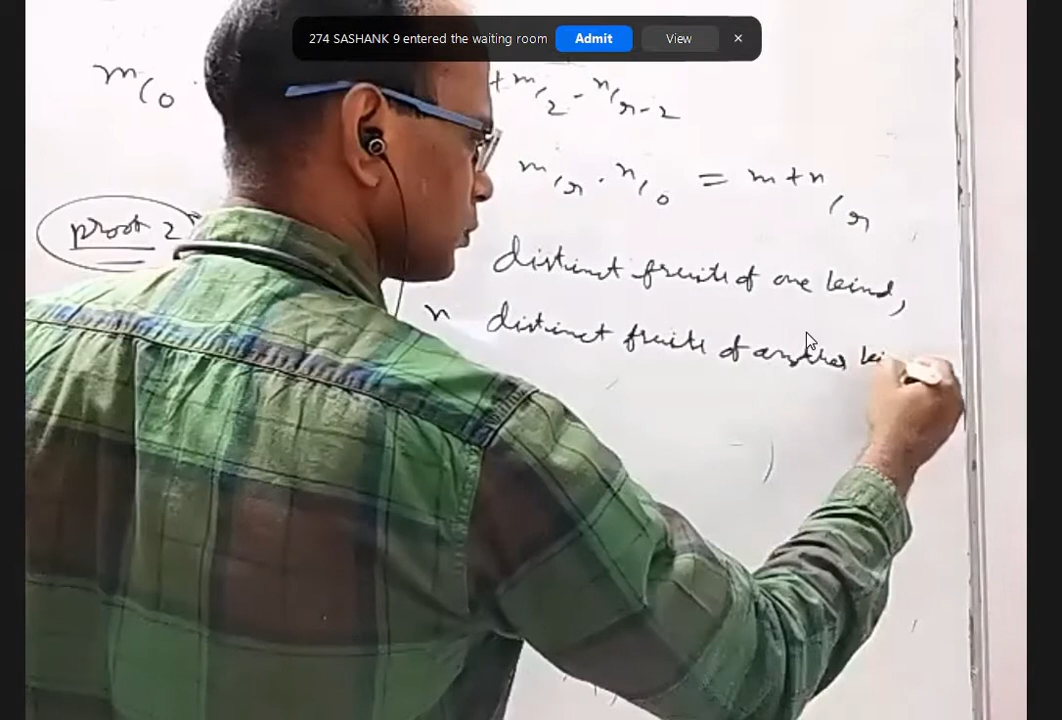 274 SASHANK 9 entered the waiting room Admit View ×
m C 0 + m C 2 - n C r-2
m C r . n C 0 = m+n C r
proof 2
distinct fruits of one kind,
n distinct fruits of another ki